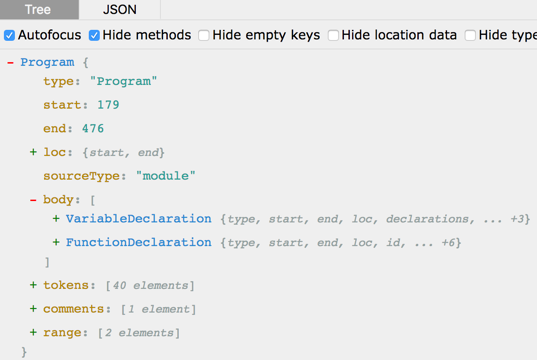 Tree JSON
Autofocus Hide methods Hide empty keys Hide location data Hide type
- Program {
type: "Program"
start: 179
end: 476
+ loc: {start, end}
sourceType: "module"
- body: [
+ VariableDeclaration {type, start, end, loc, declarations, ... +3}
+ FunctionDeclaration {type, start, end, loc, id, ... +6}
]
+ tokens: [40 elements]
+ comments: [1 element]
+ range: [2 elements]
}